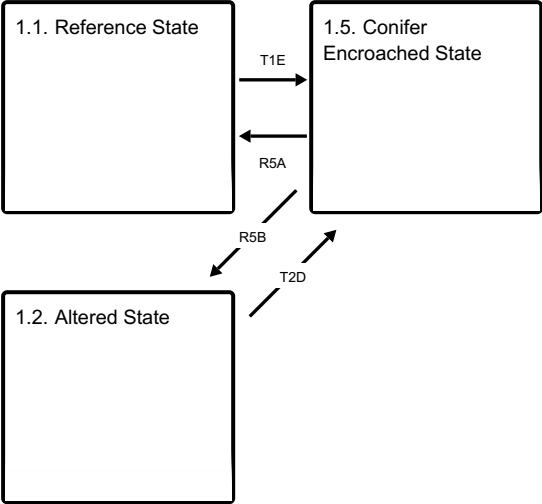 1.1. Reference State
1.5. Conifer
Encroached State
T1E
R5A
R5B
T2D
1.2. Altered State